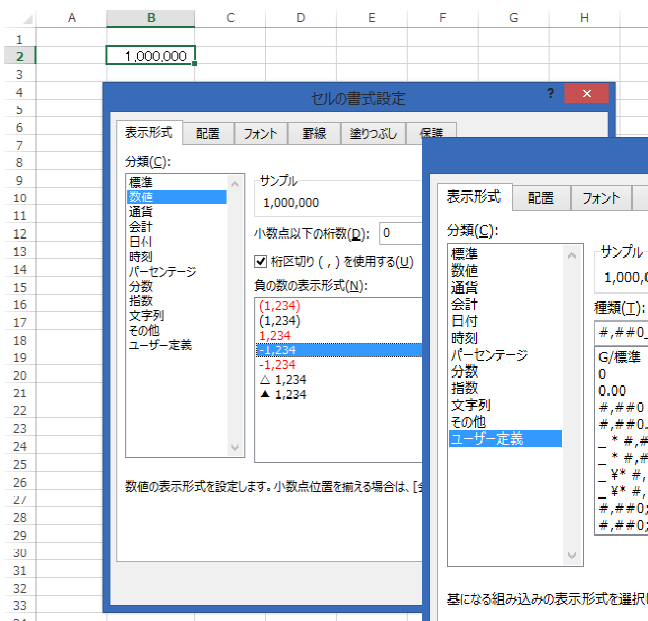 A B C D E F G H
1
2 1,000,000
3
4
5
6
7
8
9
10
11
12
13
14
15
16
17
18
19
20
21
22
23
24
25
26
27
28
29
30
31
32
33
セルの書式設定
? ×
表示形式 配置 フォント 罫線 塗りつぶし 保護
分類(C):
標準
数値
通貨
会計
日付
時刻
パーセンテージ
分数
指数
文字列
その他
ユーザー定義
サンプル
1,000,000
小数点以下の桁数(D): 0
桁区切り ( , ) を使用する(U)
負の数の表示形式(N):
(1,234)
(1,234)
1,234
-1,234
-1,234
△ 1,234
▲ 1,234
数値の表示形式を設定します。小数点位置を揃える場合は、[
表示形式 配置 フォント
分類(C):
標準
数値
通貨
会計
日付
時刻
パーセンテージ
分数
指数
文字列
その他
ユーザー定義
サンプル
1,000,
種類(T):
#,##0_
G/標準
0
0.00
#,##0
#,##0.
_ * #,#
_ * #,#
_ ¥* #,
_ ¥* #,
#,##0;
#,##0;
基になる組み込みの表示形式を選択